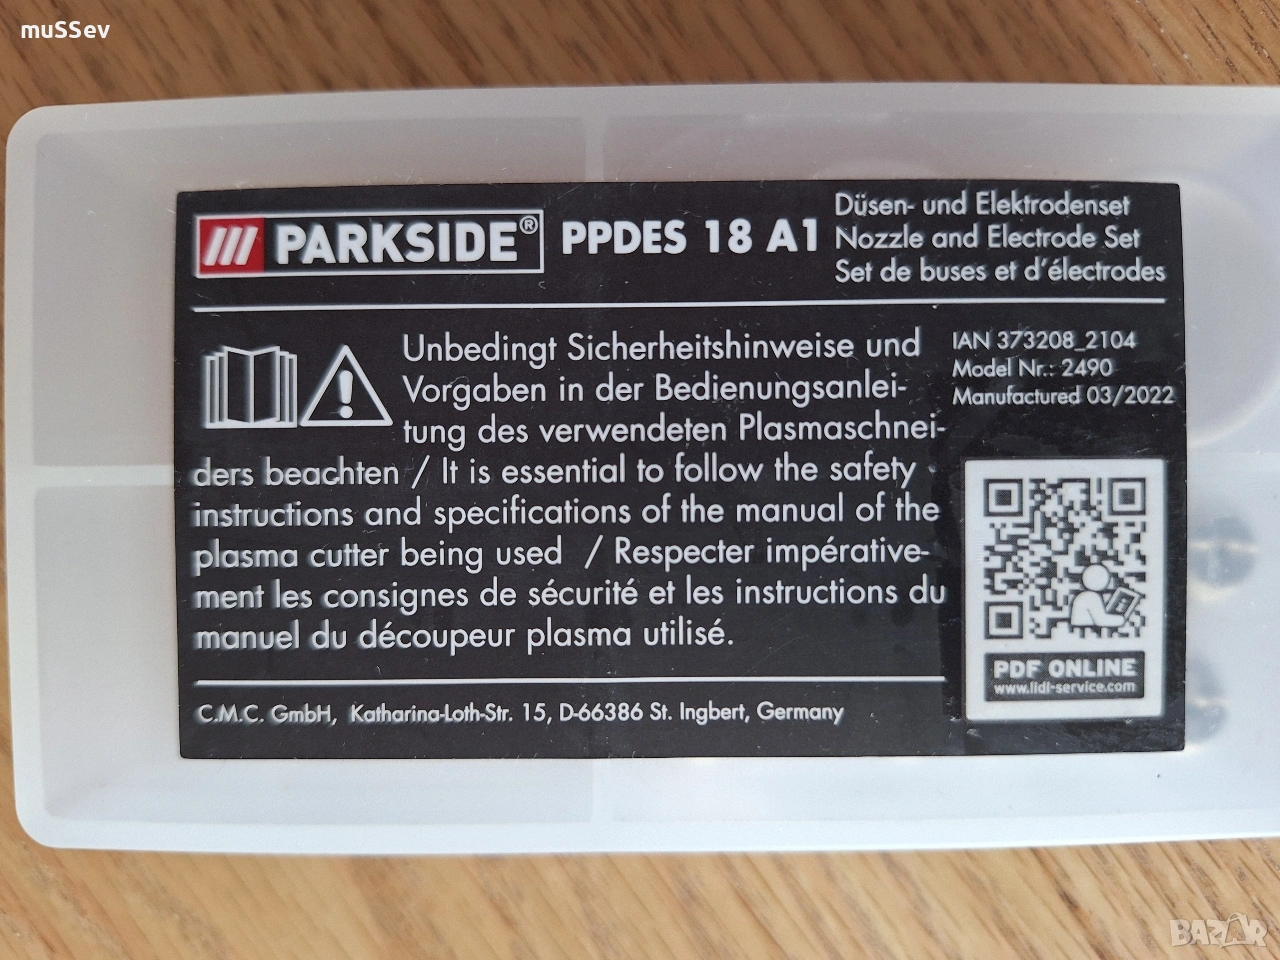 muSSev
PARKSIDE® PPDES 18 A1
Düsen- und Elektrodenset
Nozzle and Electrode Set
Set de buses et d'électrodes
Unbedingt Sicherheitshinweise und
Vorgaben in der Bedienungsanlei-
tung des verwendeten Plasmaschnei-
ders beachten / It is essential to follow the safety
instructions and specifications of the manual of the
plasma cutter being used / Respecter impérative-
ment les consignes de sécurité et les instructions du
manuel du découpeur plasma utilisé.
IAN 373208_2104
Model Nr.: 2490
Manufactured 03/2022
PDF ONLINE
www.lidl-service.com
C.M.C. GmbH, Katharina-Loth-Str. 15, D-66386 St. Ingbert, Germany
BAZAR